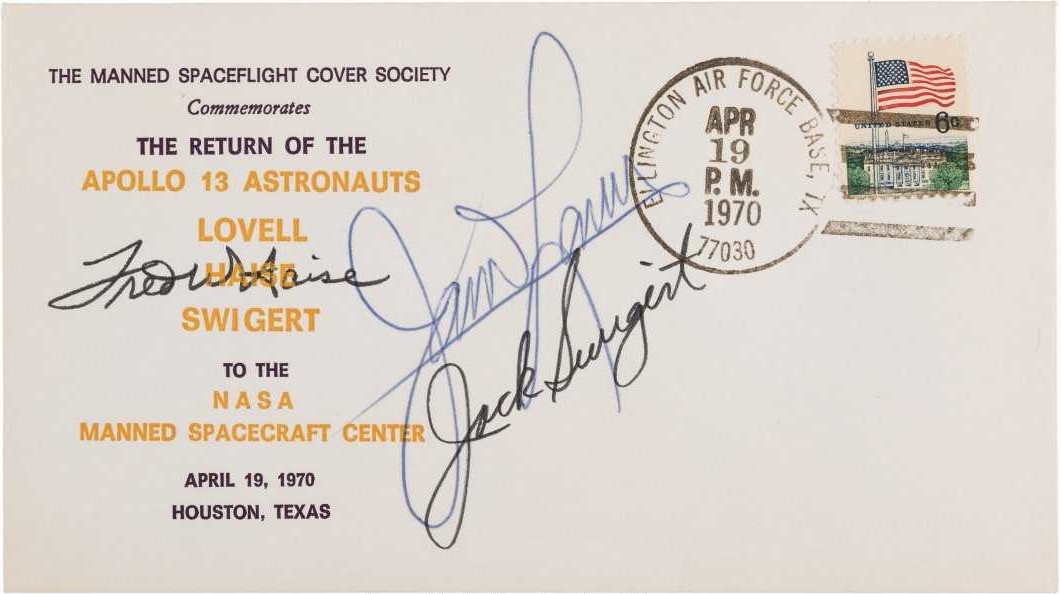 THE MANNED SPACEFLIGHT COVER SOCIETY
Commemorates
THE RETURN OF THE
APOLLO 13 ASTRONAUTS
LOVELL
HAISE
SWIGERT
TO THE
NASA
MANNED SPACECRAFT CENTER
APRIL 19, 1970
HOUSTON, TEXAS
Fred W Haise
Jim Lovell
Jack Swigert
ELLINGTON AIR FORCE BASE, TX
APR
19
P.M.
1970
77030
UNITED STATES 6c